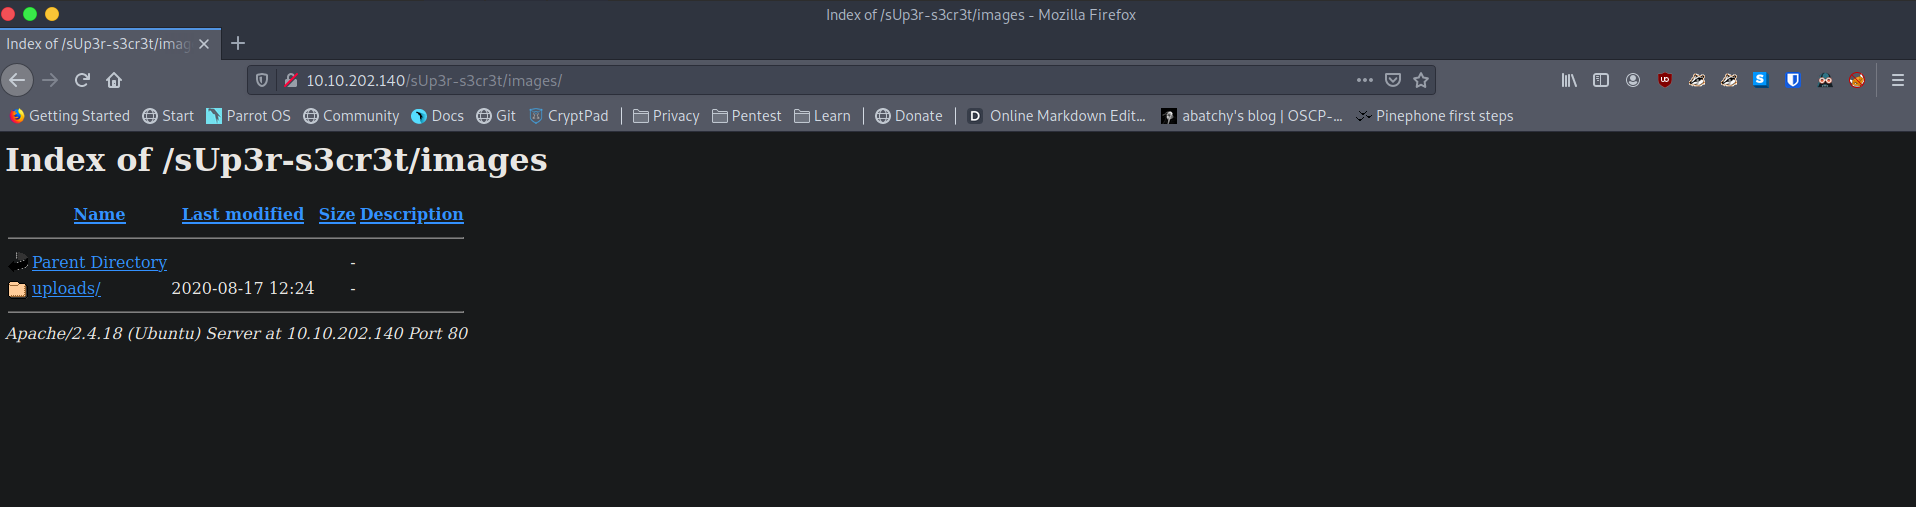 Index of /sUp3r-s3cr3t/images - Mozilla Firefox
Index of /sUp3r-s3cr3t/imag
10.10.202.140/sUp3r-s3cr3t/images/
Getting Started Start Parrot OS Community Docs Git CryptPad Privacy Pentest Learn Donate Online Markdown Edit... abatchy's blog | OSCP-... Pinephone first steps
Index of /sUp3r-s3cr3t/images
Name Last modified Size Description
Parent Directory -
uploads/ 2020-08-17 12:24 -
Apache/2.4.18 (Ubuntu) Server at 10.10.202.140 Port 80